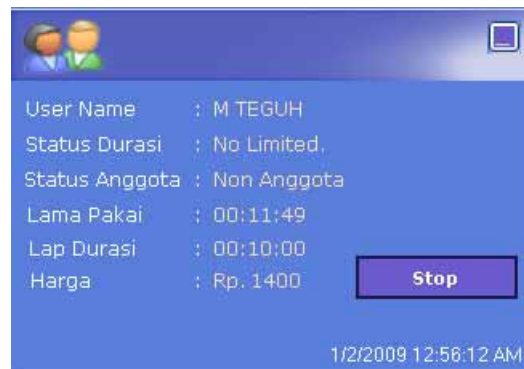 User Name : M TEGUH
Status Durasi : No Limited.
Status Anggota : Non Anggota
Lama Pakai : 00:11:49
Lap Durasi : 00:10:00
Harga : Rp. 1400
Stop
1/2/2009 12:56:12 AM